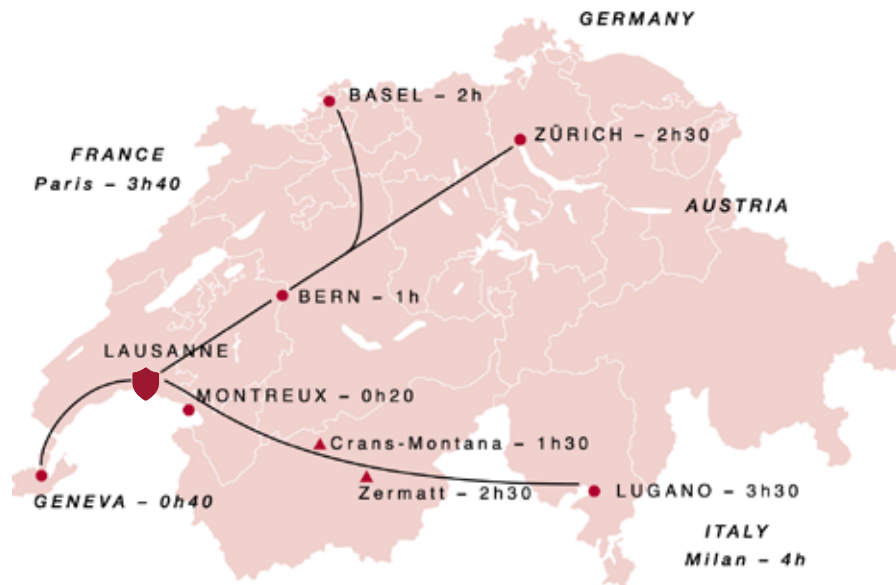 GERMANY
BASEL – 2h
ZÜRICH – 2h30
FRANCE
Paris – 3h40
AUSTRIA
BERN – 1h
LAUSANNE
MONTREUX – 0h20
Crans-Montana – 1h30
Zermatt – 2h30
LUGANO – 3h30
GENEVA – 0h40
ITALY
Milan – 4h